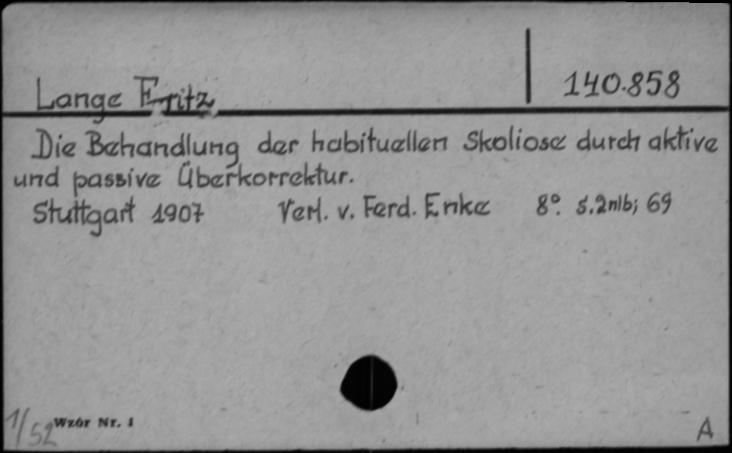 Lange Fritz 140.858
Die Behandlung der habituellen Skoliose durch aktive
und passive Überkorrektur.
Stuttgart 1907 Verl. v. Ferd. Enke 8º. s. 2nlb; 69
1/52 Wzór Nr. 1 A